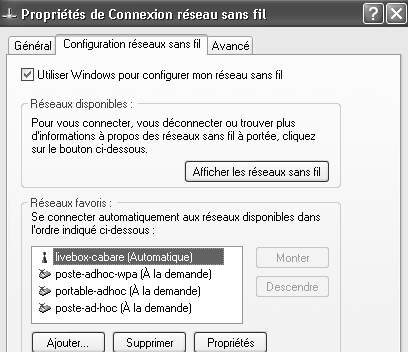 Propriétés de Connexion réseau sans fil
Général
Configuration réseaux sans fil
Avancé
Utiliser Windows pour configurer mon réseau sans fil
Réseaux disponibles :
Pour vous connecter, vous déconnecter ou trouver plus
d'informations à propos des réseaux sans fil à portée, cliquez
sur le bouton ci-dessous.
Afficher les réseaux sans fil
Réseaux favoris :
Se connecter automatiquement aux réseaux disponibles dans
l'ordre indiqué ci-dessous :
livebox-cabare (Automatique)
poste-adhoc-wpa (À la demande)
portable-adhoc (À la demande)
poste-ad-hoc (À la demande)
Monter
Descendre
Ajouter...
Supprimer
Propriétés